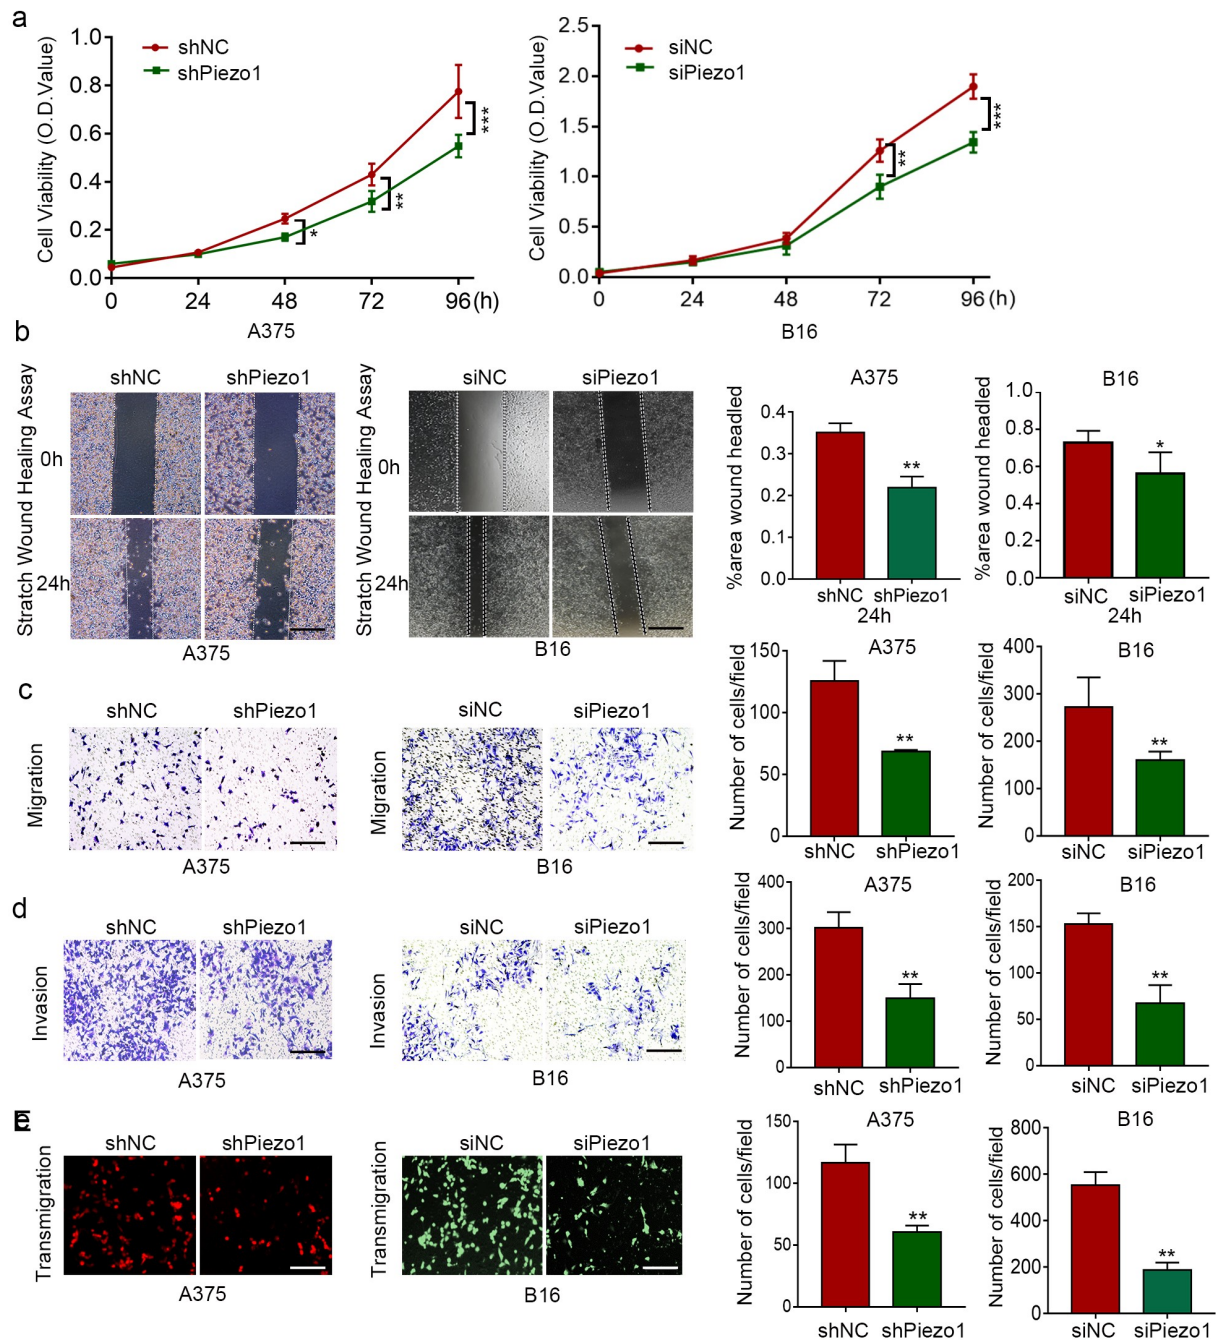 a
Cell Viability (O.D.Value)
1.0
0.8
0.6
0.4
0.2
0.0
shNC
shPiezo1
*
**
***
0 24 48 72 96(h)
A375
Cell Viability (O.D.Value)
2.5
2.0
1.5
1.0
0.5
0.0
siNC
siPiezo1
**
***
0 24 48 72 96(h)
B16
b
Stratch Wound Healing Assay
shNC shPiezo1
0h
24h
A375
Stratch Wound Healing Assay
siNC siPiezo1
0h
24h
B16
A375
%area wound headled
0.4
0.3
0.2
0.1
0.0
**
shNC shPiezo1
24h
B16
%area wound headled
1.0
0.8
0.6
0.4
0.2
0.0
*
siNC siPiezo1
24h
c
Migration
shNC shPiezo1
A375
Migration
siNC siPiezo1
B16
A375
Number of cells/field
150
100
50
0
**
shNC shPiezo1
B16
Number of cells/field
400
300
200
100
0
**
siNC siPiezo1
d
Invasion
shNC shPiezo1
A375
Invasion
siNC siPiezo1
B16
A375
Number of cells/field
400
300
200
100
0
**
shNC shPiezo1
B16
Number of cells/field
200
150
100
50
0
**
siNC siPiezo1
e
Transmigration
shNC shPiezo1
A375
Transmigration
siNC siPiezo1
B16
A375
Number of cells/field
150
100
50
0
**
shNC shPiezo1
B16
Number of cells/field
800
600
400
200
0
**
siNC siPiezo1